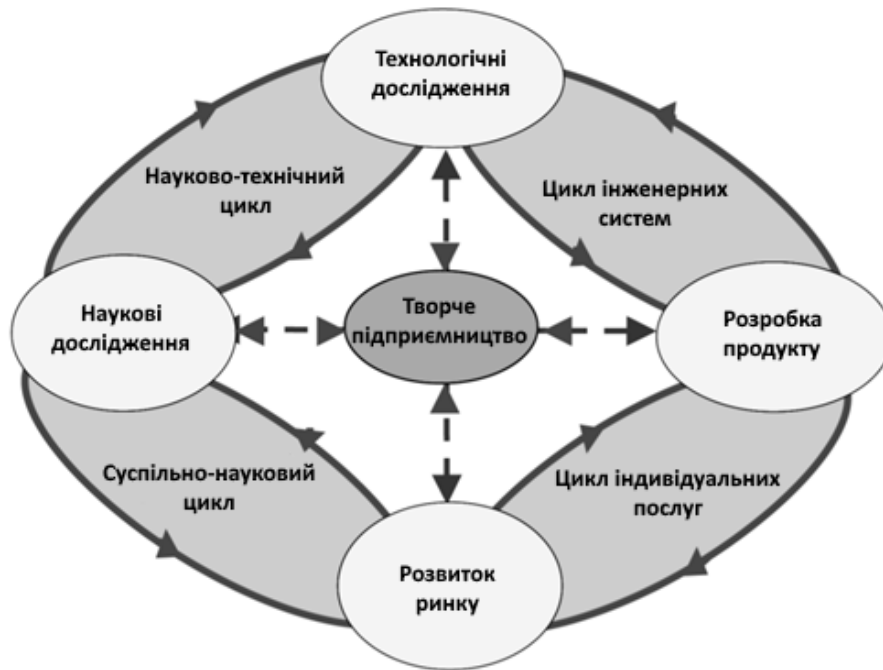 Технологічні
дослідження
Науково-технічний
цикл
Цикл інженерних
систем
Наукові
дослідження
Творче
підприємництво
Розробка
продукту
Суспільно-науковий
цикл
Цикл індивідуальних
послуг
Розвиток
ринку